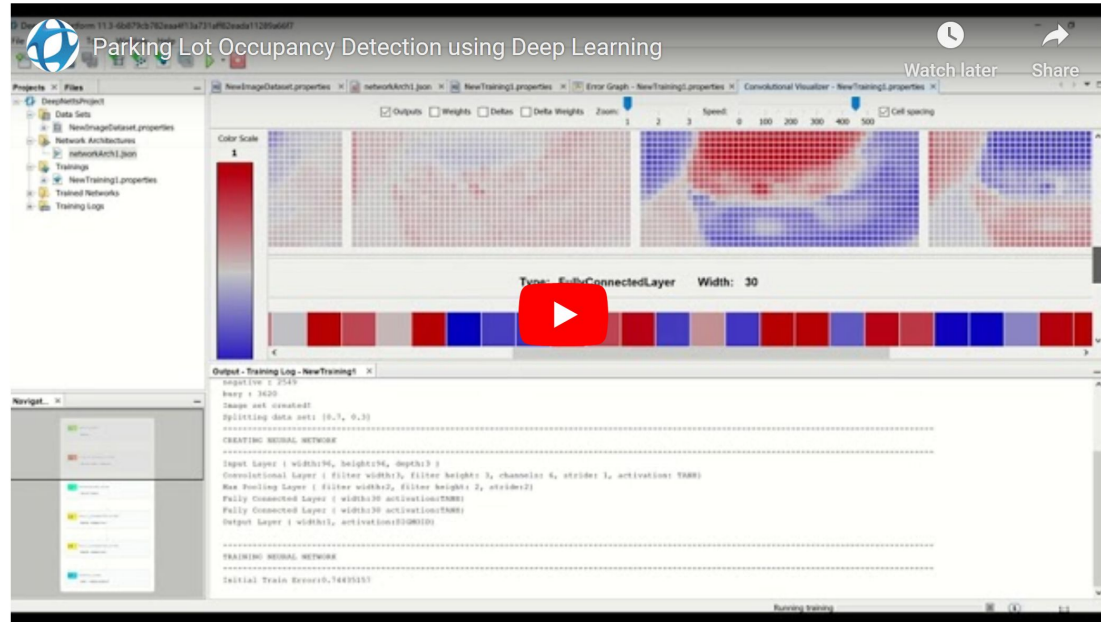 Parking Lot Occupancy Detection using Deep Learning
Watch later
Share
Projects
Files
NewImageDataset.properties
networkArch1.json
NewTraining1.properties
Error Graph - NewTraining1.properties
Convolutional Visualizer - NewTraining1.properties
DeepNettsProject
Data Sets
NewImageDataset.properties
Network Architectures
networkArch1.json
Trainings
NewTraining1.properties
Trained Networks
Training Logs
Outputs
Weights
Deltas
Delta Weights
Zoom:
1 2 3
Speed:
0 100 200 300 400 500
Cell spacing
Color Scale
1
Type: FullyConnectedLayer Width: 30
Output - Training Log - NewTraining1
negative : 2549
busy : 3620
Image set created!
Splitting data set: [0.7, 0.3]
CREATING NEURAL NETWORK
Input Layer { width:96, height:96, depth:3 }
Convolutional Layer { filter width:3, filter height: 3, channels: 6, stride: 1, activation: TANH}
Max Pooling Layer { filter width:2, filter height: 2, stride:2}
Fully Connected Layer { width:30 activation:TANH}
Fully Connected Layer { width:30 activation:TANH}
Output Layer { width:1, activation:SIGMOID}
TRAINING NEURAL NETWORK
Initial Train Error:0.74435157
Navigat...
Running training
1:1